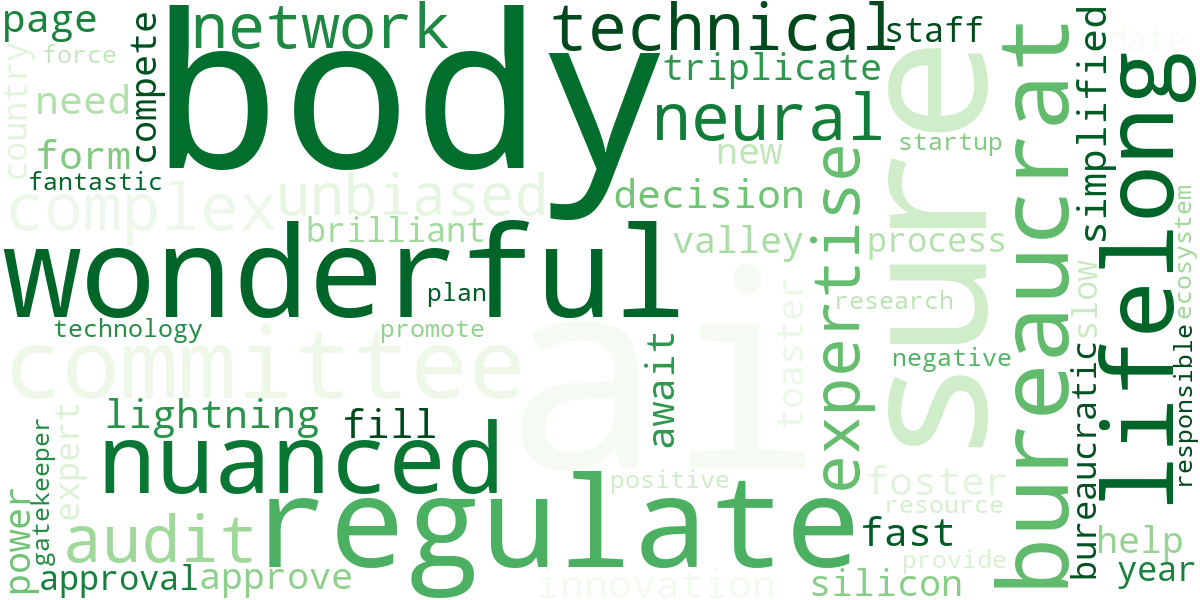 page
network
technical
staff
date
force
compete
body
triplicate
country
need
neural
sure
bureaucrat
simplified
lifelong
form
fantastic
new
startup
complex
unbiased
decision
expertise
brilliant
valley
process
ecosystem
wonderful
plan
ai
toaster
research
slow
technology
promote
committee
await
negative
responsible
bureaucratic
lightning
fill
expert
gatekeeper
nuanced
positive
foster
power
audit
regulate
resource
fast
help
approval
approve
innovation
provide
silicon
year